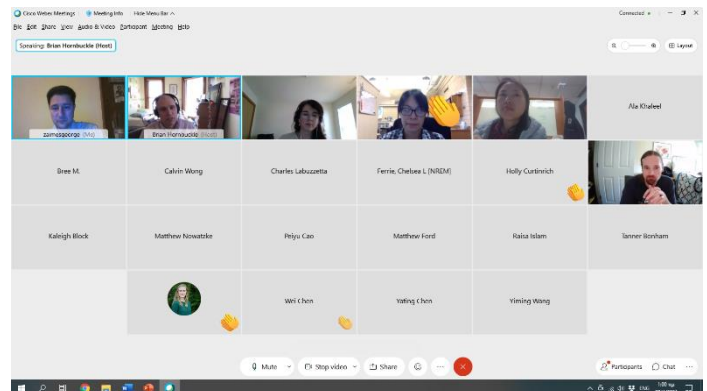 Cisco Webex Meetings Meeting Info Hide Menu Bar
Connected
File Edit Share View Audio & Video Participant Meeting Help
Speaking: Brian Hornbuckle (Host)
Layout
zaimesgeorge (Me)
Brian Hornbuckle (Host)
Ala Khaleel
Bree M.
Calvin Wong
Charles Labuzzetta
Ferrie, Chelsea L [NREM]
Holly Curtinrich
Kaleigh Block
Matthew Nowatzke
Peiyu Cao
Matthew Ford
Raisa Islam
Tanner Bonham
Wei Chen
Yating Chen
Yiming Wang
Mute Stop video Share
Participants Chat